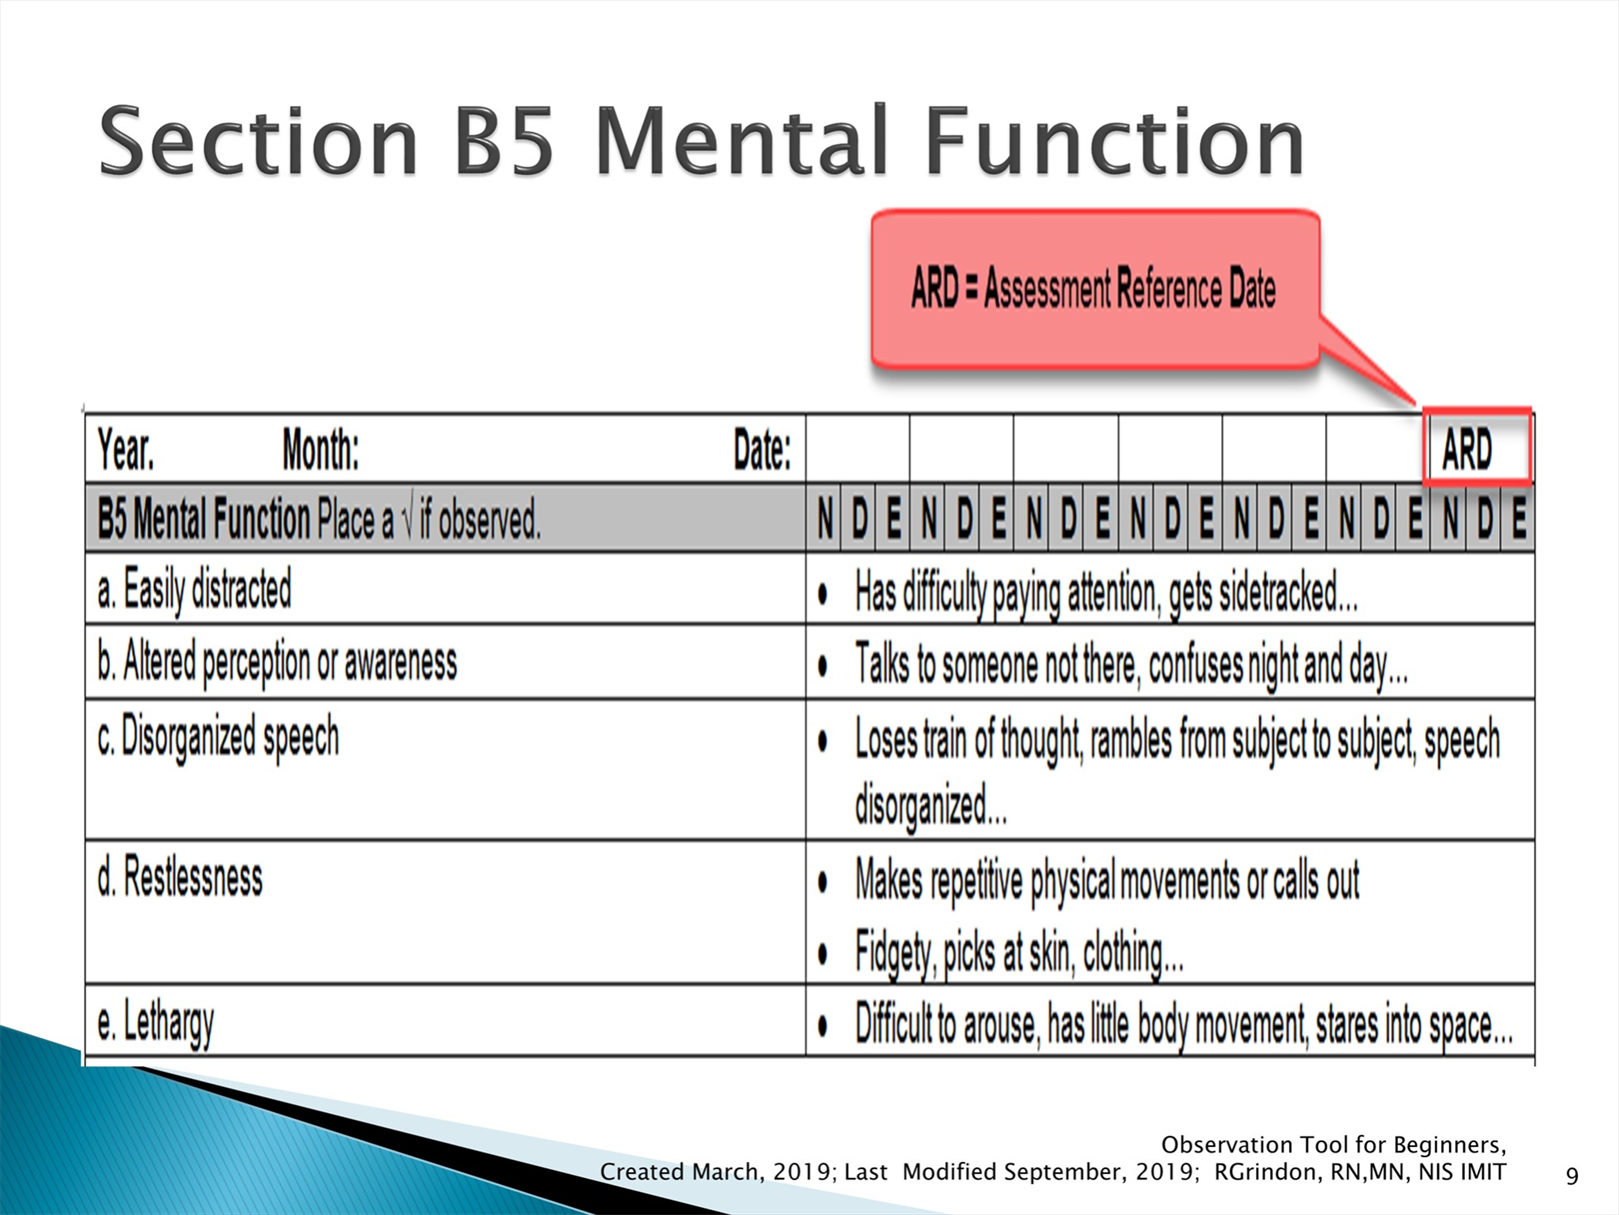 Section B5 Mental Function
ARD = Assessment Reference Date
Year. Month: Date: ARD
B5 Mental Function Place a √ if observed. N D E N D E N D E N D E N D E N D E N D E
a. Easily distracted • Has difficulty paying attention, gets sidetracked...
b. Altered perception or awareness • Talks to someone not there, confuses night and day...
c. Disorganized speech • Loses train of thought, rambles from subject to subject, speech
disorganized...
d. Restlessness • Makes repetitive physical movements or calls out
• Fidgety, picks at skin, clothing...
e. Lethargy • Difficult to arouse, has little body movement, stares into space...
Observation Tool for Beginners,
Created March, 2019; Last Modified September, 2019; RGrindon, RN,MN, NIS IMIT
9